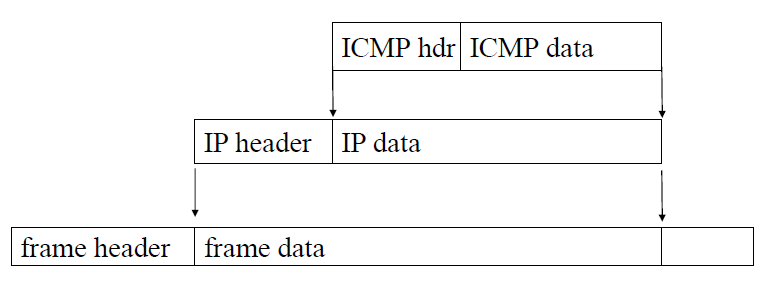 ICMP hdr ICMP data
IP header IP data
frame header frame data